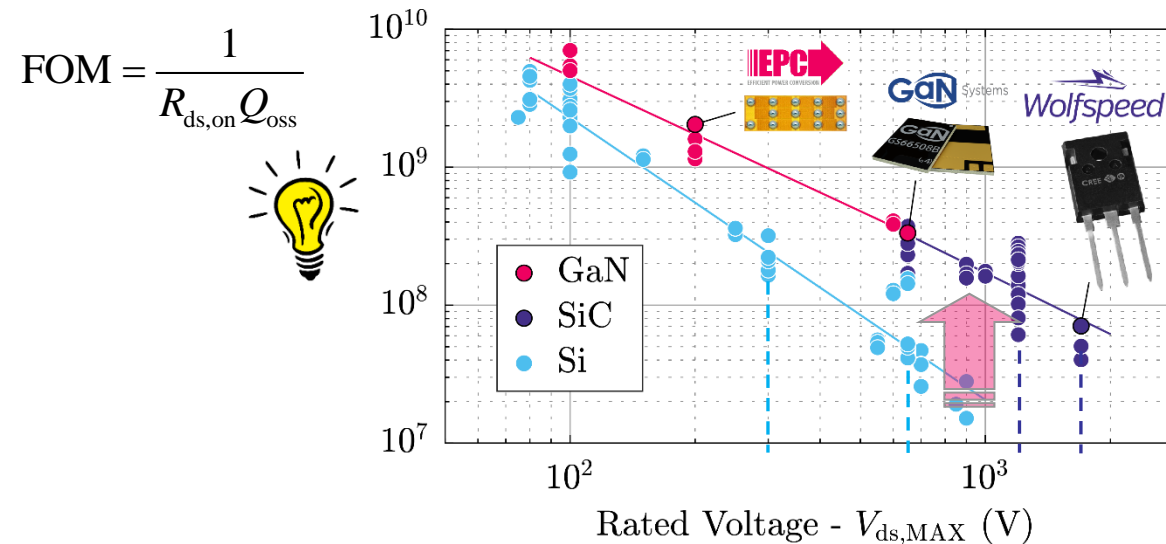 FOM = 1 / (R_ds,on Q_oss)
10^10
10^9
10^8
10^7
EPC
EFFICIENT POWER CONVERSION
GaN Systems
Wolfspeed
GaN
GS66508B
CREE
GaN
SiC
Si
10^2
10^3
Rated Voltage - V_ds,MAX (V)